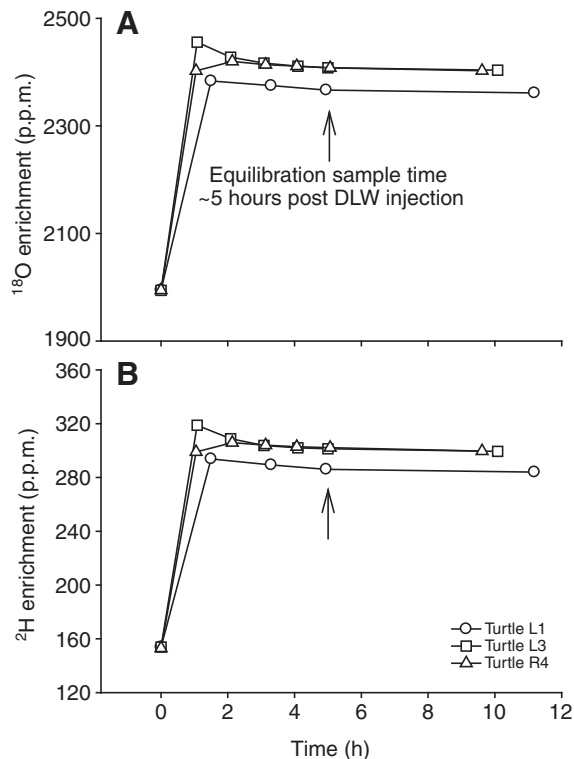 A
2500
2300
2100
1900
18O enrichment (p.p.m.)
Equilibration sample time
~5 hours post DLW injection
B
360
320
280
240
200
160
120
2H enrichment (p.p.m.)
Turtle L1
Turtle L3
Turtle R4
0 2 4 6 8 10 12
Time (h)